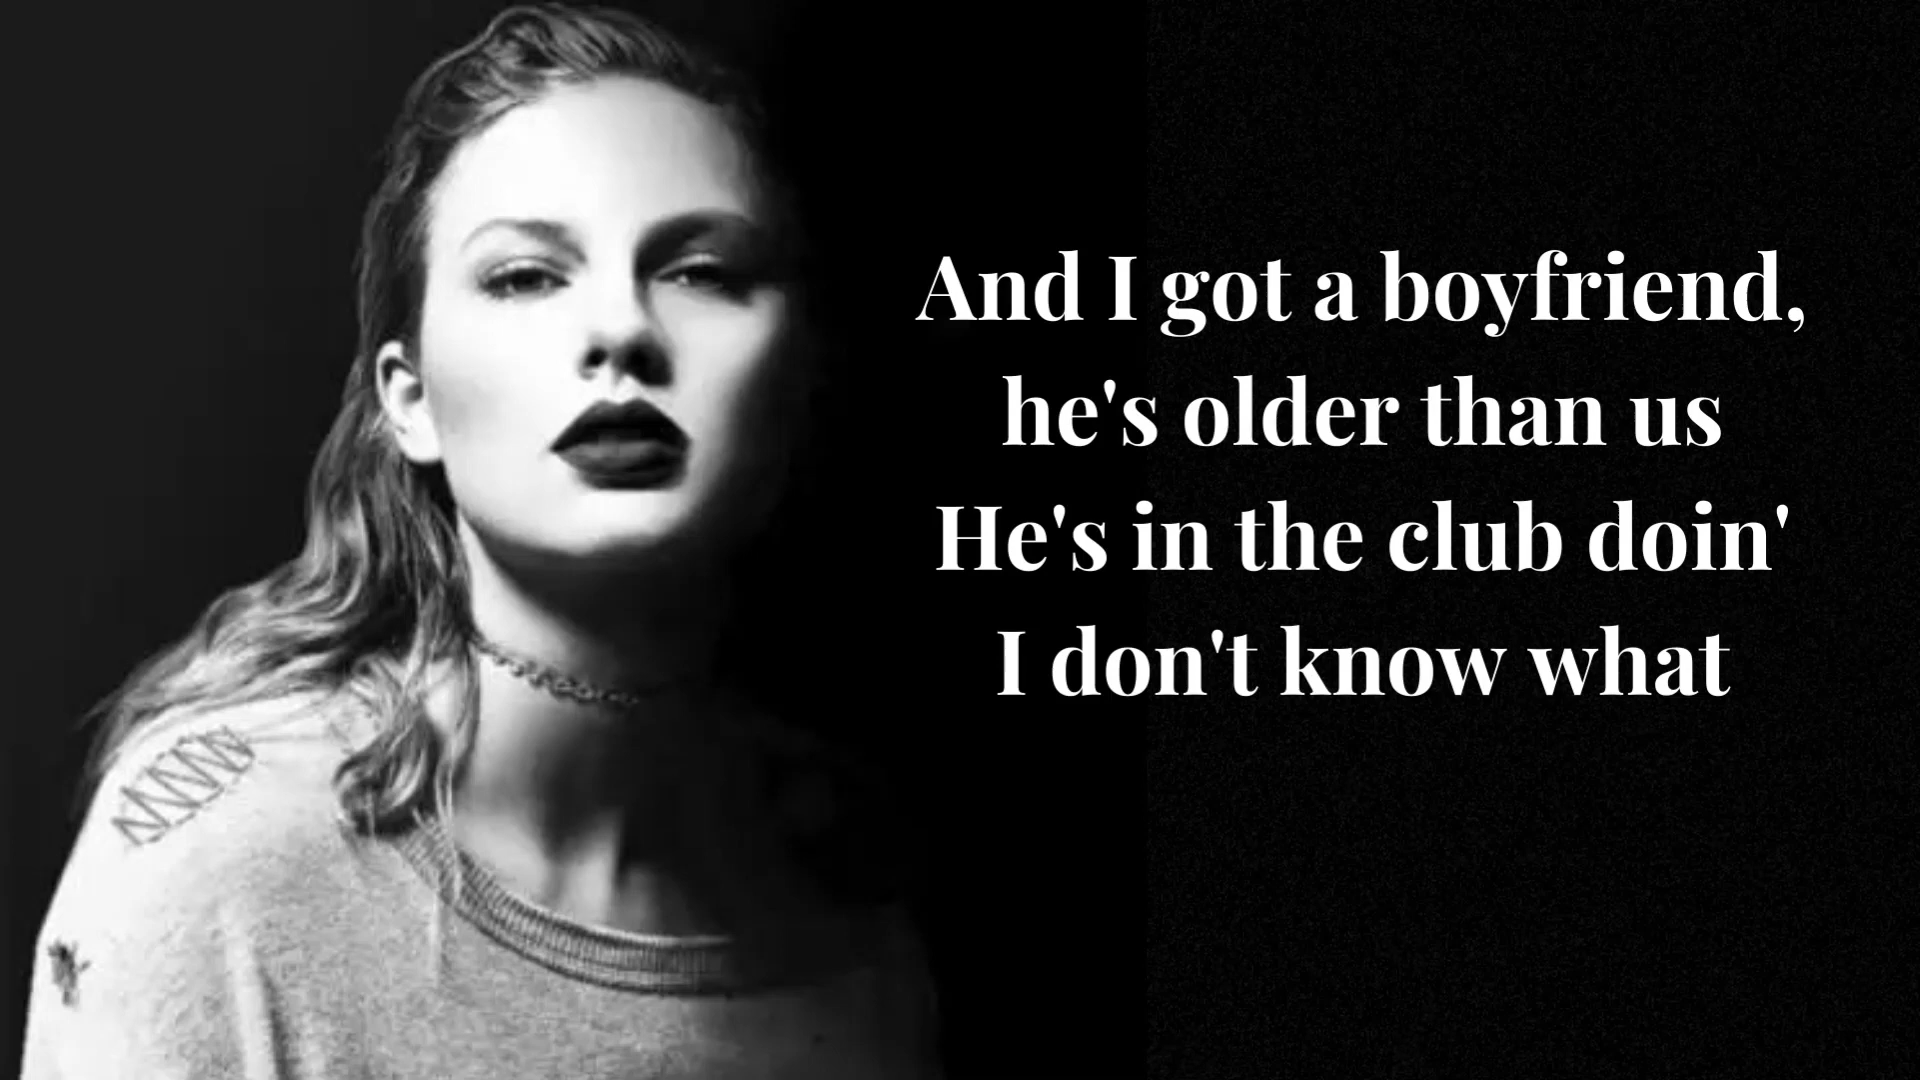 And I got a boyfriend,
he's older than us
He's in the club doin'
I don't know what